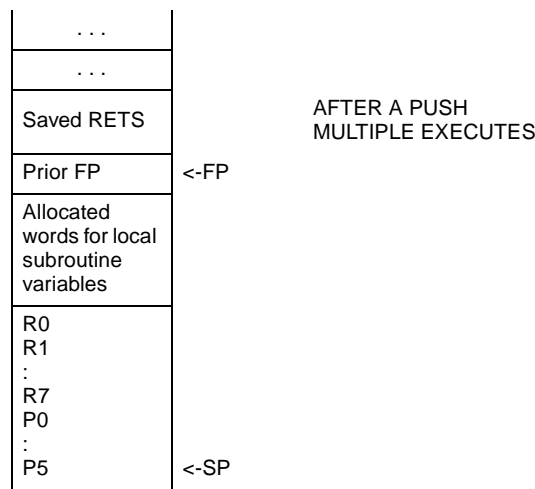 . . .
. . .
Saved RETS
AFTER A PUSH
MULTIPLE EXECUTES
Prior FP <-FP
Allocated
words for local
subroutine
variables
R0
R1
:
R7
P0
:
P5 <-SP